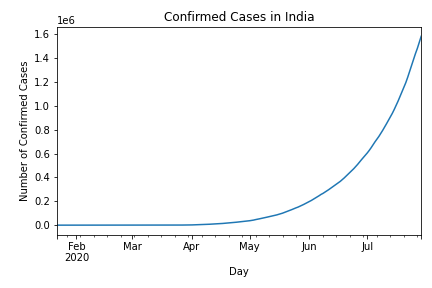 Confirmed Cases in India
1e6
1.6
1.4
1.2
1.0
0.8
0.6
0.4
0.2
0.0
Number of Confirmed Cases
Feb Mar Apr May Jun Jul
2020
Day